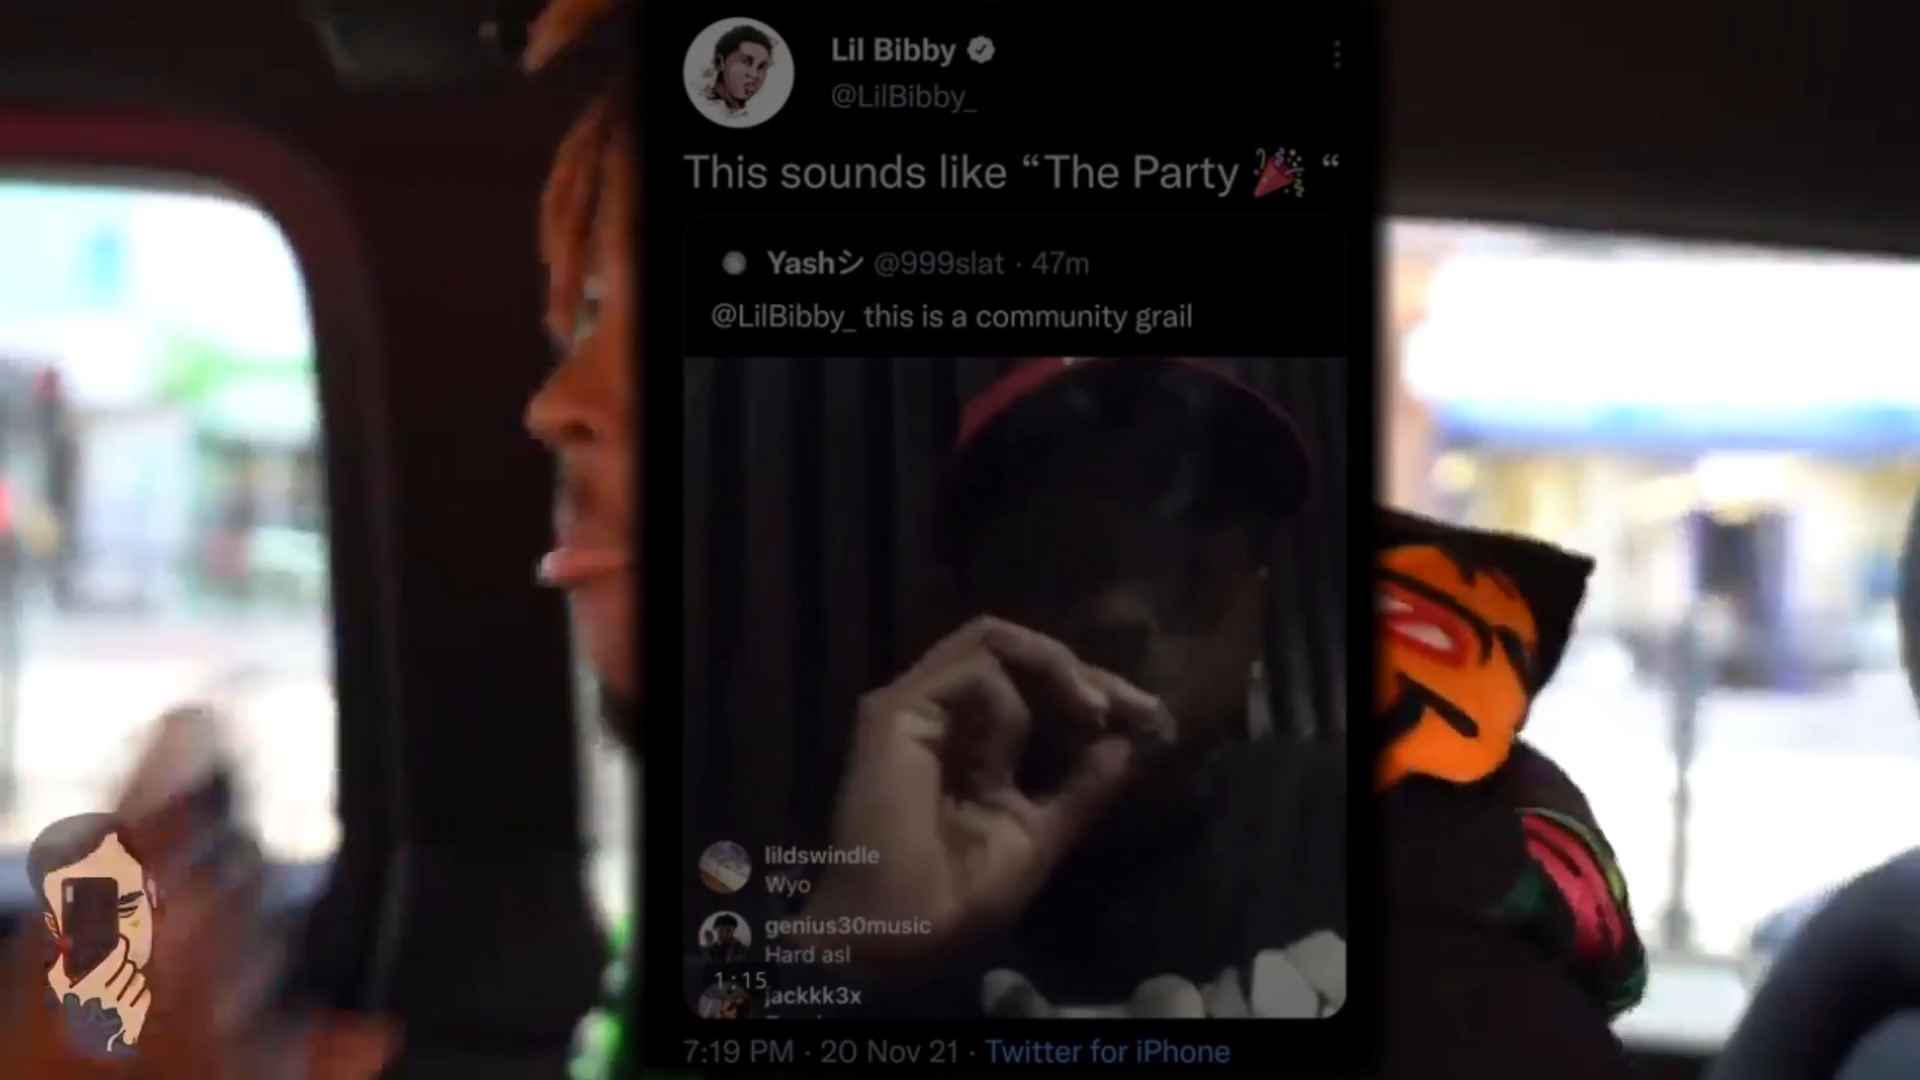 Lil Bibby
@LilBibby_
This sounds like “The Party 🎉 “
Yashシ @999slat · 47m
@LilBibby_ this is a community grail
lildswindle
Wyo
genius30music
Hard asl
1:15
jackkk3x
7:19 PM · 20 Nov 21 · Twitter for iPhone